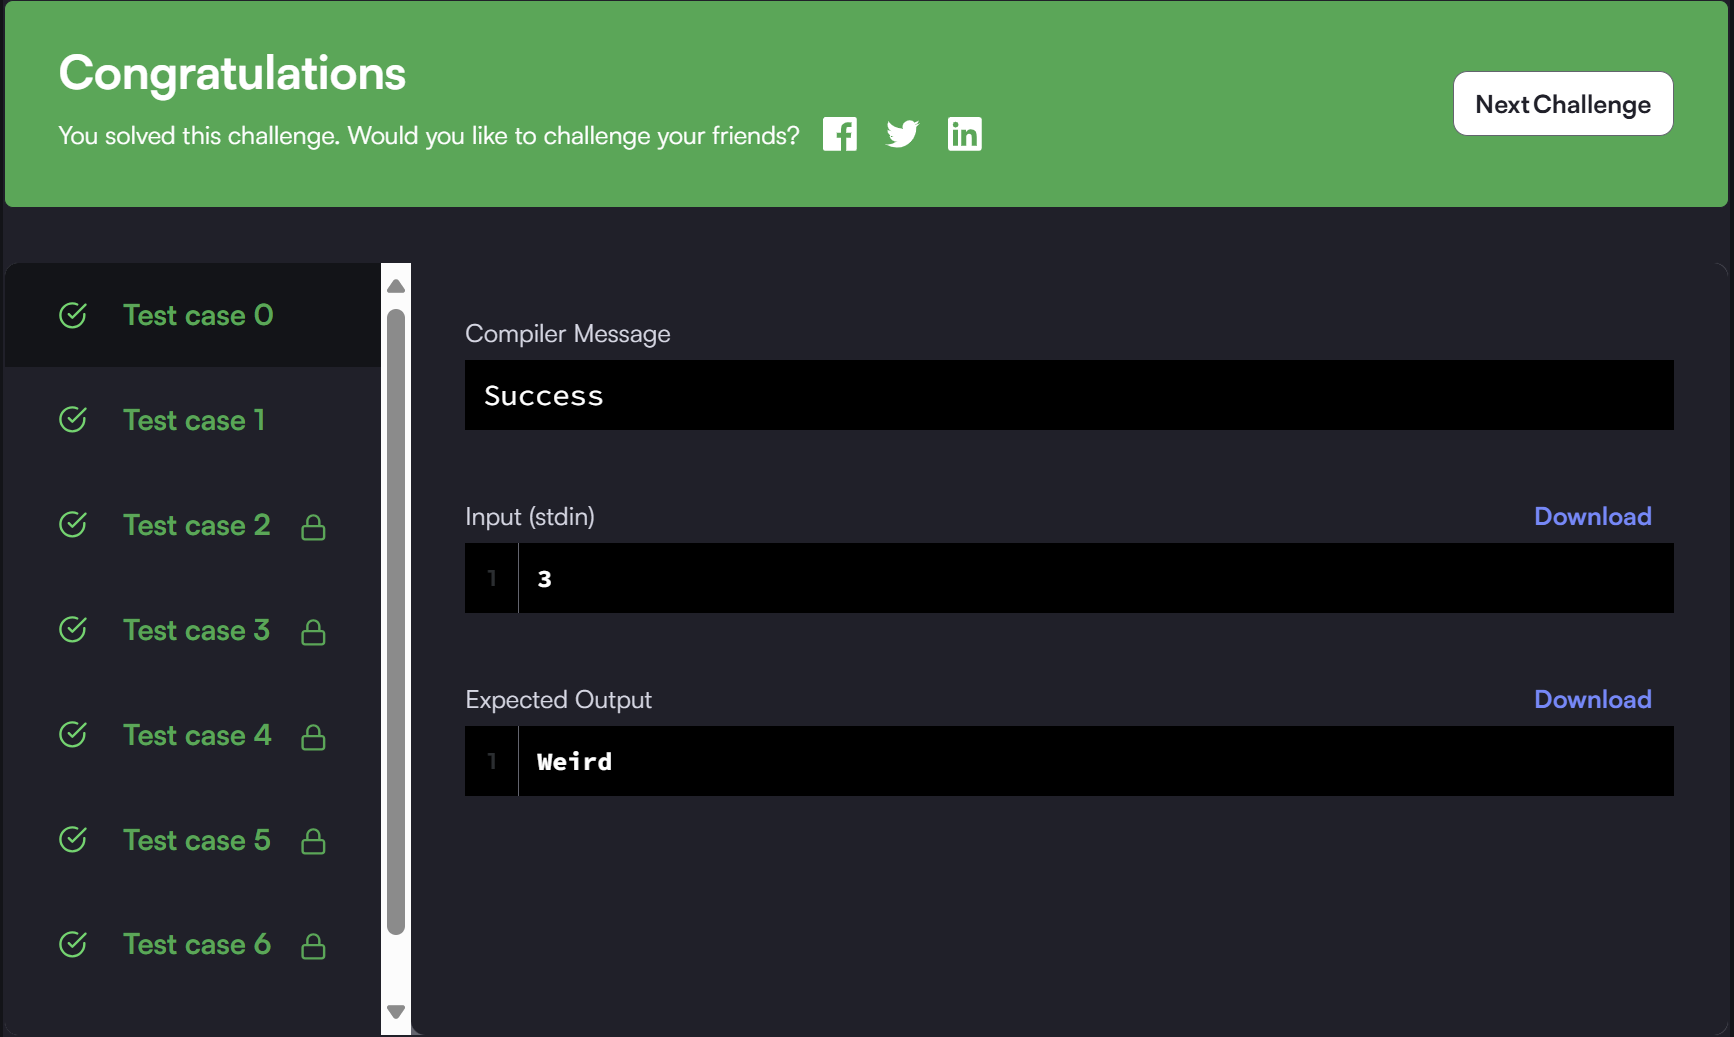 Congratulations
You solved this challenge. Would you like to challenge your friends?
Next Challenge
Test case 0
Test case 1
Test case 2
Test case 3
Test case 4
Test case 5
Test case 6
Compiler Message
Success
Input (stdin)
Download
1 3
Expected Output
Download
1 Weird